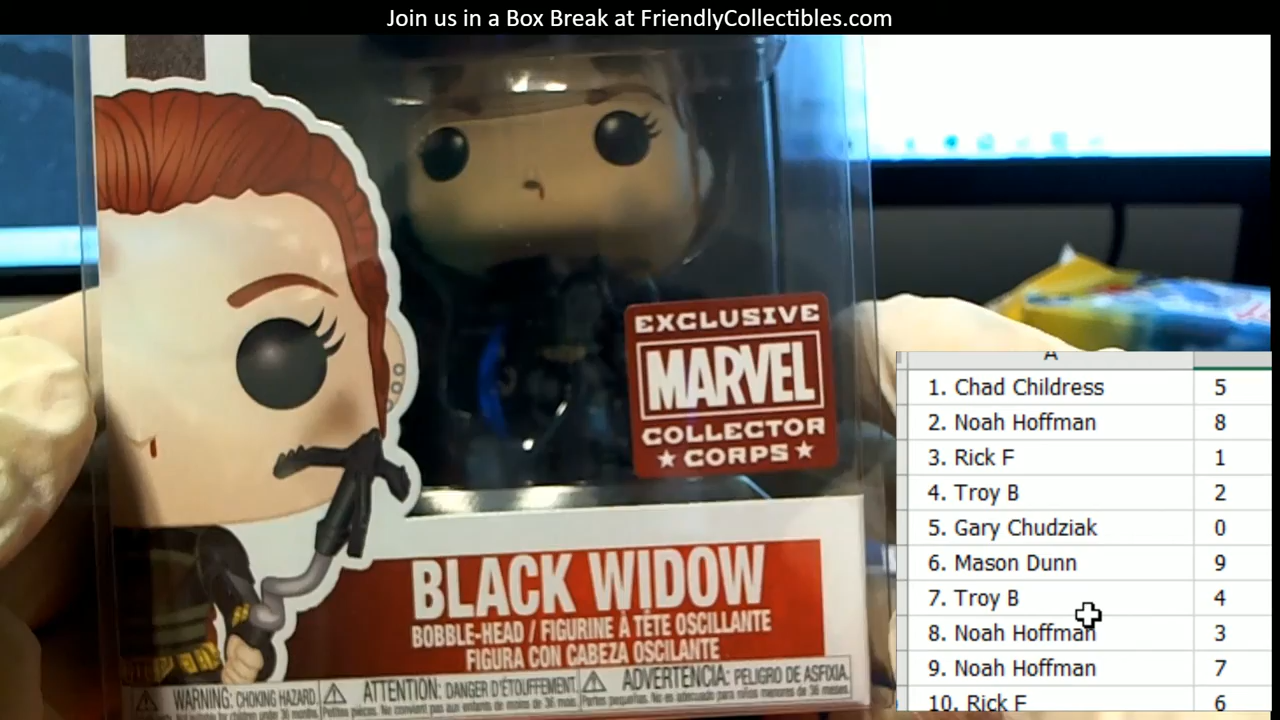 Join us in a Box Break at FriendlyCollectibles.com
EXCLUSIVE
MARVEL
COLLECTOR
CORPS
BLACK WIDOW
BOBBLE-HEAD / FIGURINE À TÊTE OSCILLANTE
FIGURA CON CABEZA OSCILANTE
WARNING: CHOKING HAZARD
ATTENTION: DANGER D'ÉTOUFFEMENT.
ADVERTENCIA: PELIGRO DE ASFIXIA.
A
1. Chad Childress 5
2. Noah Hoffman 8
3. Rick F 1
4. Troy B 2
5. Gary Chudziak 0
6. Mason Dunn 9
7. Troy B 4
8. Noah Hoffman 3
9. Noah Hoffman 7
10. Rick F 6